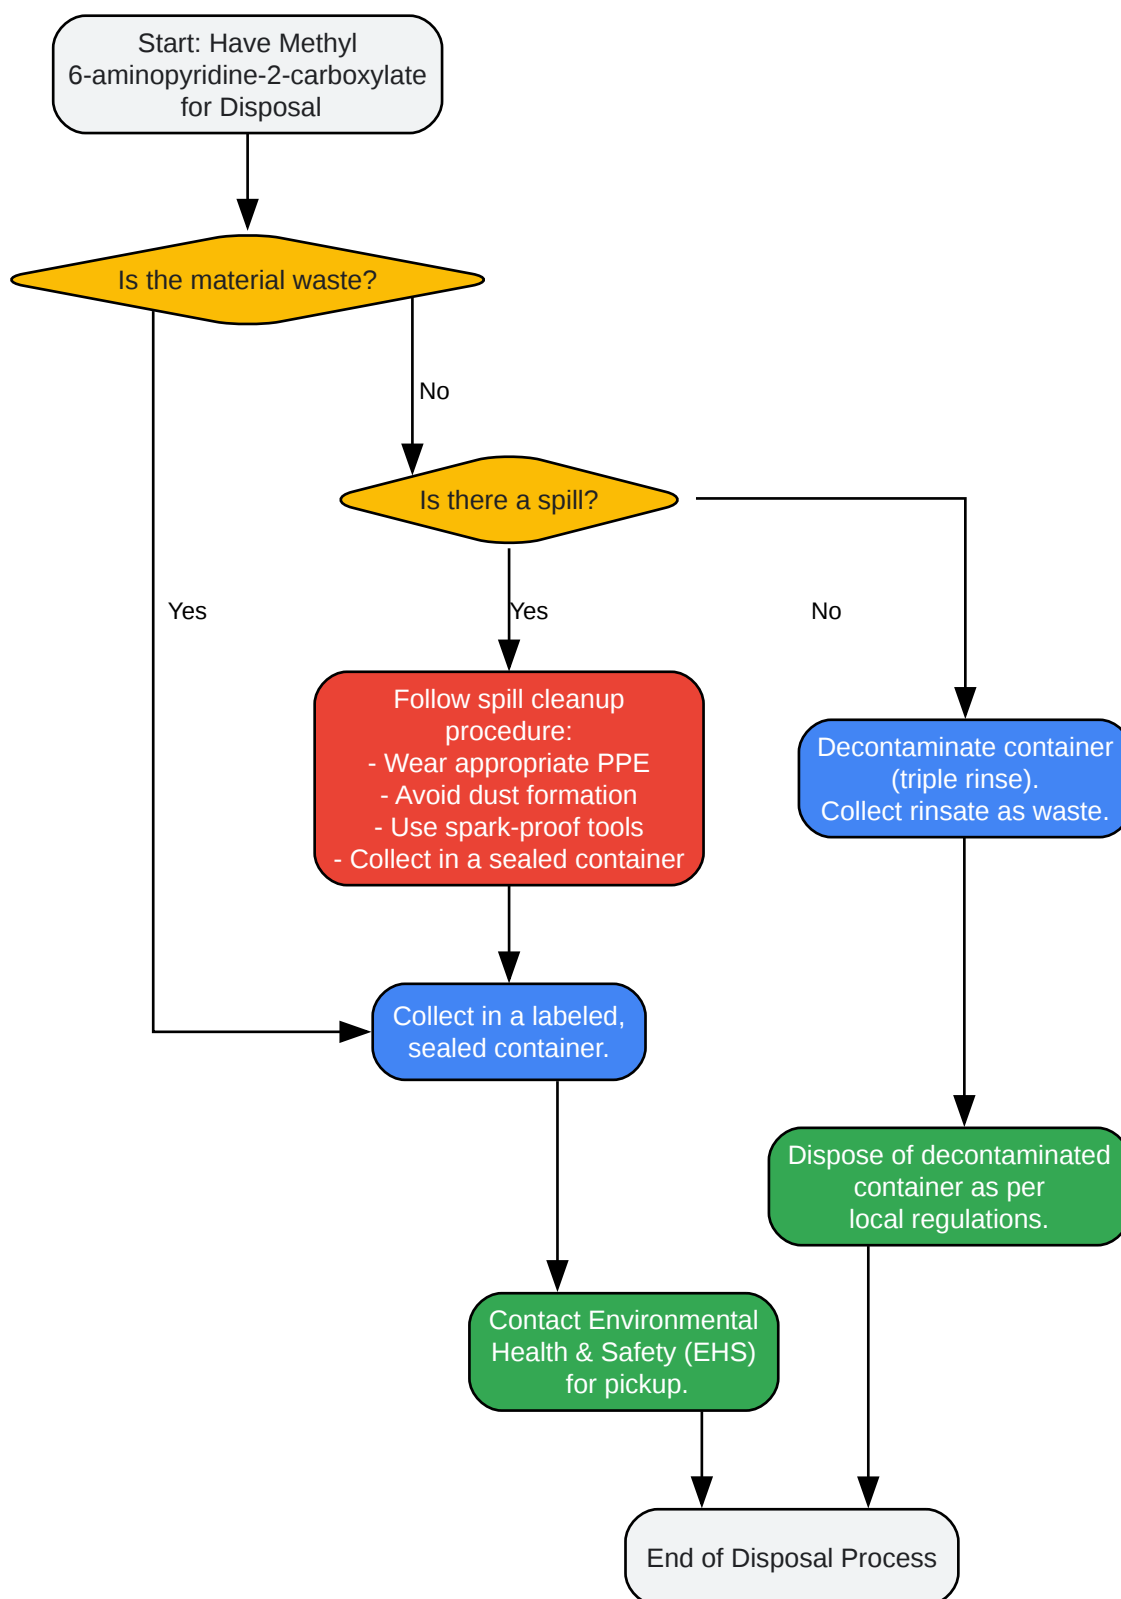 Start: Have Methyl
6-aminopyridine-2-carboxylate
for Disposal
Is the material waste?
No
Is there a spill?
Yes
Yes
No
Follow spill cleanup
procedure:
- Wear appropriate PPE
- Avoid dust formation
- Use spark-proof tools
- Collect in a sealed container
Decontaminate container
(triple rinse).
Collect rinsate as waste.
Collect in a labeled,
sealed container.
Dispose of decontaminated
container as per
local regulations.
Contact Environmental
Health & Safety (EHS)
for pickup.
End of Disposal Process